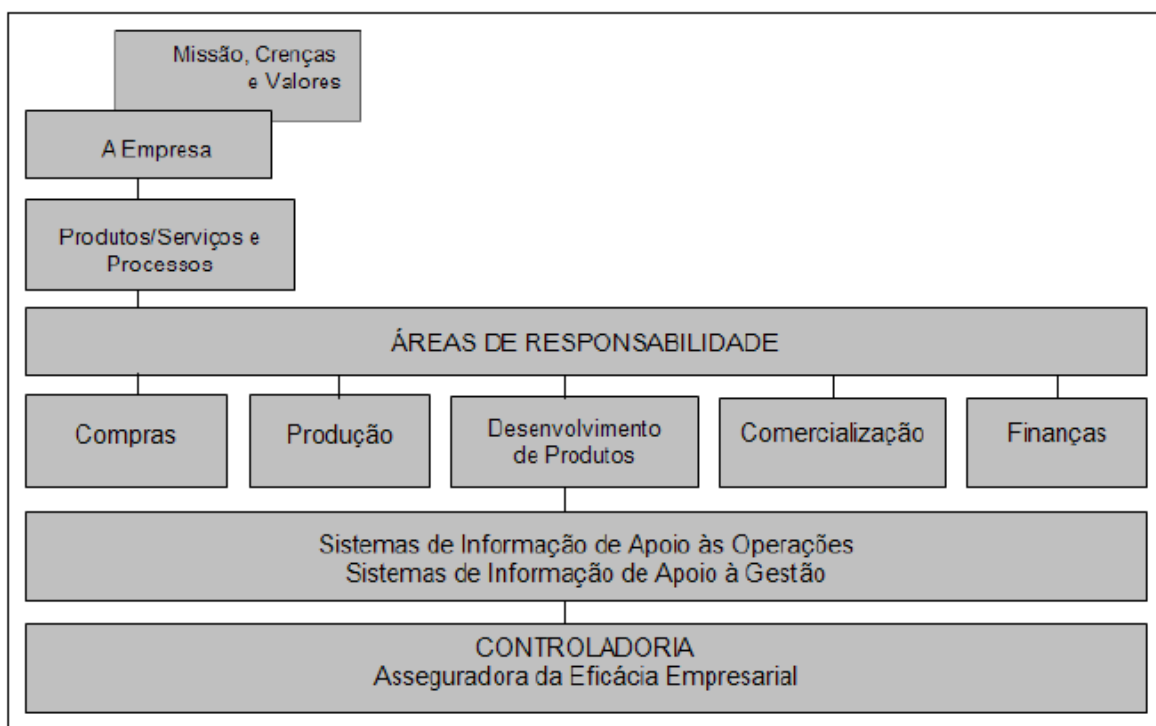 Missão, Crenças
e Valores
A Empresa
Produtos/Serviços e
Processos
ÁREAS DE RESPONSABILIDADE
Compras
Produção
Desenvolvimento
de Produtos
Comercialização
Finanças
Sistemas de Informação de Apoio às Operações
Sistemas de Informação de Apoio à Gestão
CONTROLADORIA
Asseguradora da Eficácia Empresarial